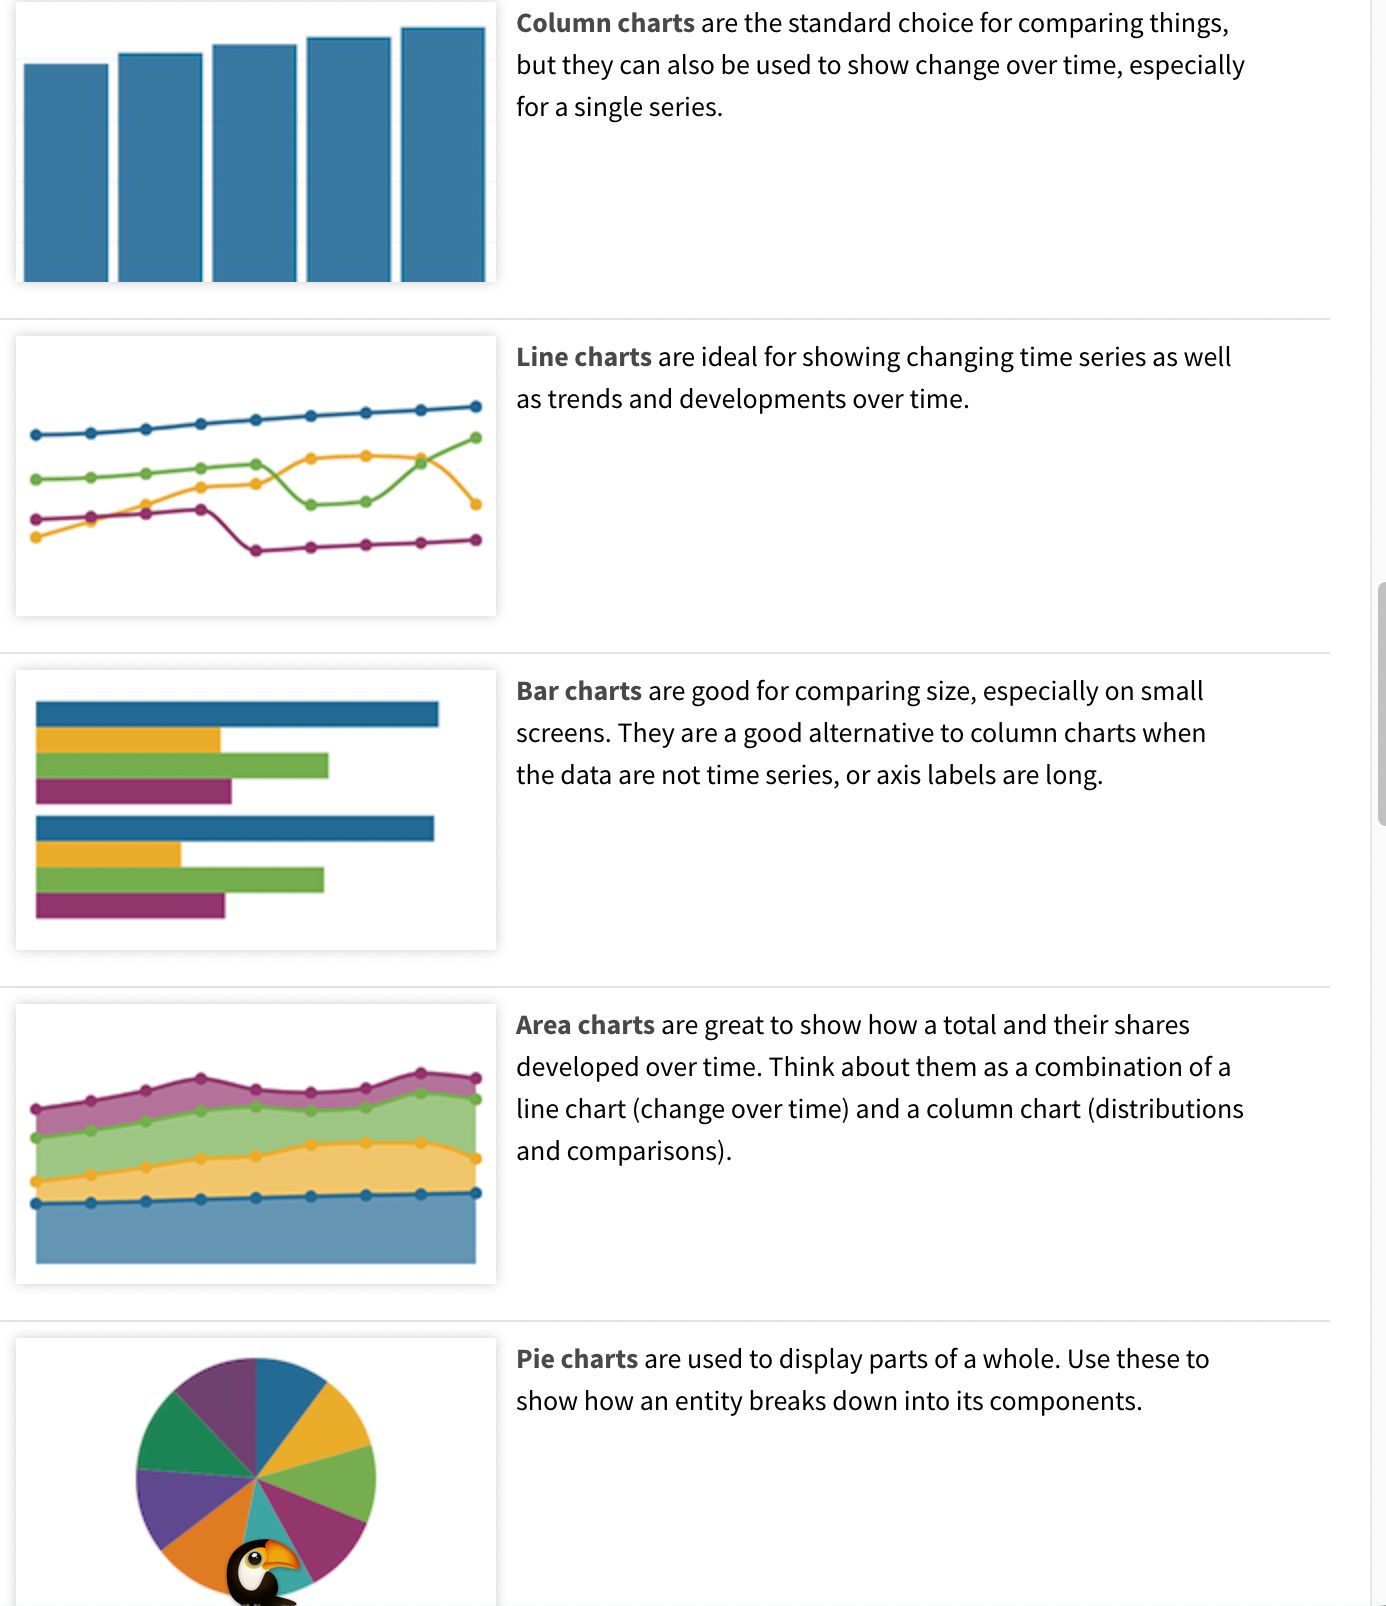 Column charts are the standard choice for comparing things,
but they can also be used to show change over time, especially
for a single series.
Line charts are ideal for showing changing time series as well
as trends and developments over time.
Bar charts are good for comparing size, especially on small
screens. They are a good alternative to column charts when
the data are not time series, or axis labels are long.
Area charts are great to show how a total and their shares
developed over time. Think about them as a combination of a
line chart (change over time) and a column chart (distributions
and comparisons).
Pie charts are used to display parts of a whole. Use these to
show how an entity breaks down into its components.